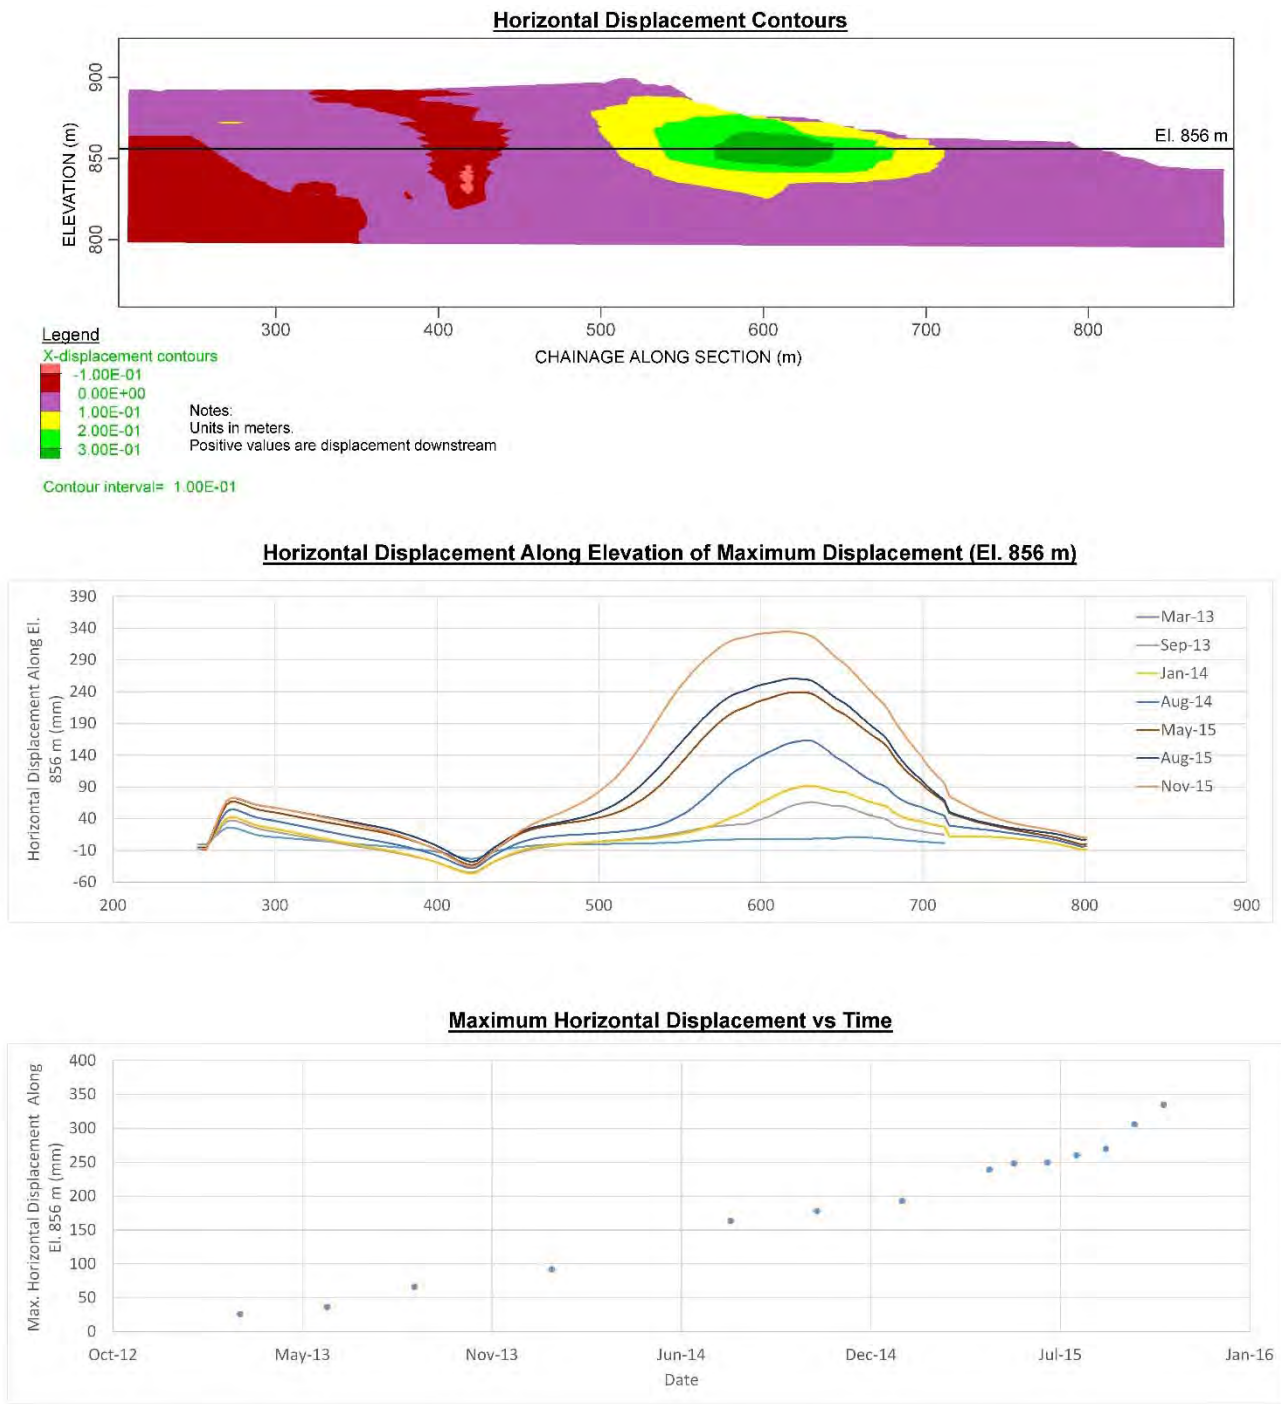 Horizontal Displacement Contours
900
850
800
ELEVATION (m)
El. 856 m
300 400 500 600 700 800
CHAINAGE ALONG SECTION (m)
Legend
X-displacement contours
-1.00E-01
0.00E+00
1.00E-01
2.00E-01
3.00E-01
Notes:
Units in meters.
Positive values are displacement downstream
Contour interval= 1.00E-01
Horizontal Displacement Along Elevation of Maximum Displacement (El. 856 m)
Horizontal Displacement Along El.
856 m (mm)
390
340
290
240
190
140
90
40
-10
-60
200 300 400 500 600 700 800 900
Mar-13
Sep-13
Jan-14
Aug-14
May-15
Aug-15
Nov-15
Maximum Horizontal Displacement vs Time
Max. Horizontal Displacement Along
El. 856 m (mm)
400
350
300
250
200
150
100
50
0
Oct-12 May-13 Nov-13 Jun-14 Dec-14 Jul-15 Jan-16
Date